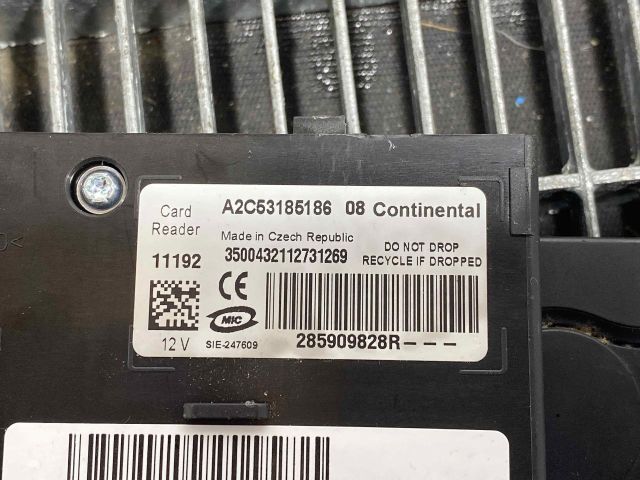 Card Reader
A2C53185186 08 Continental
Made in Czech Republic
3500432112731269
DO NOT DROP
RECYCLE IF DROPPED
11192
CE
MIC
12 V
SIE-247609
285909828R---